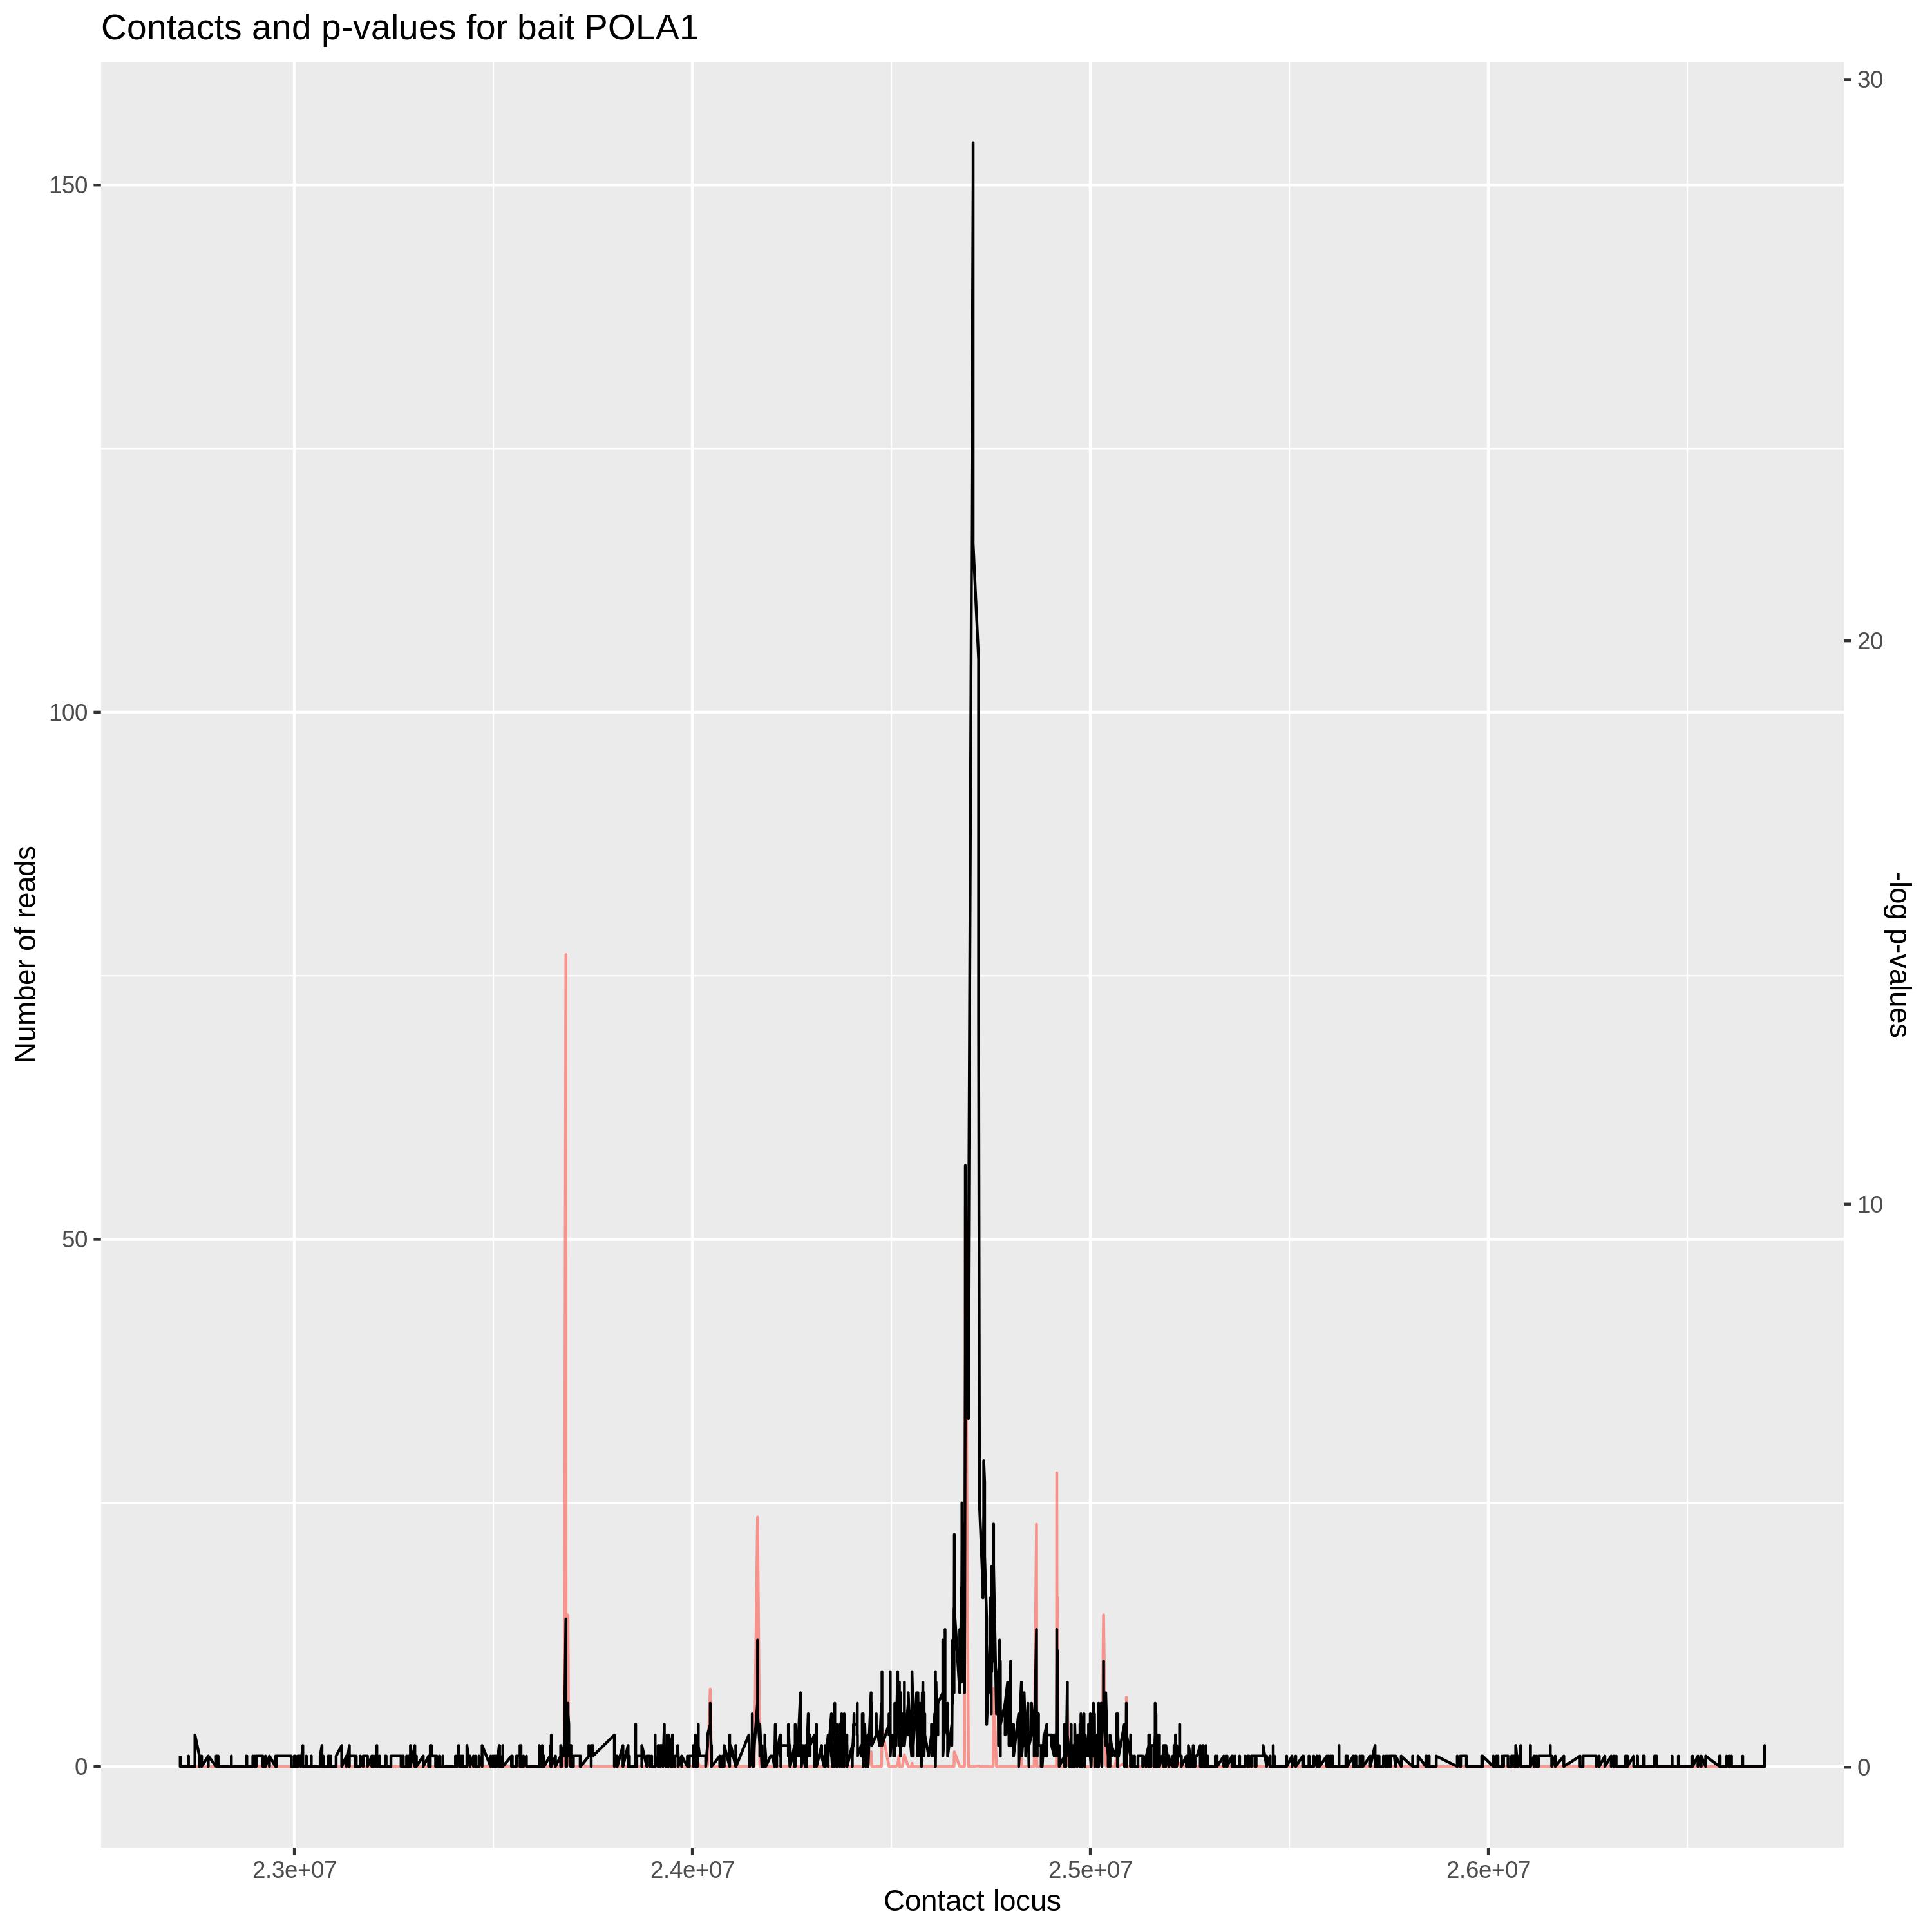 Contacts and p-values for bait POLA1
30
150
20
100
Number of reads
-log p-values
10
50
0
0
2.3e+07 2.4e+07 2.5e+07 2.6e+07
Contact locus